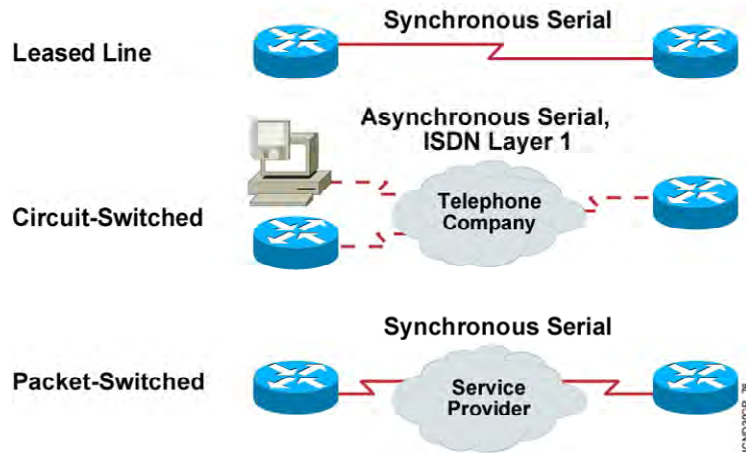 Synchronous Serial
Leased Line
Asynchronous Serial,
ISDN Layer 1
Telephone
Company
Circuit-Switched
Synchronous Serial
Packet-Switched
Service
Provider